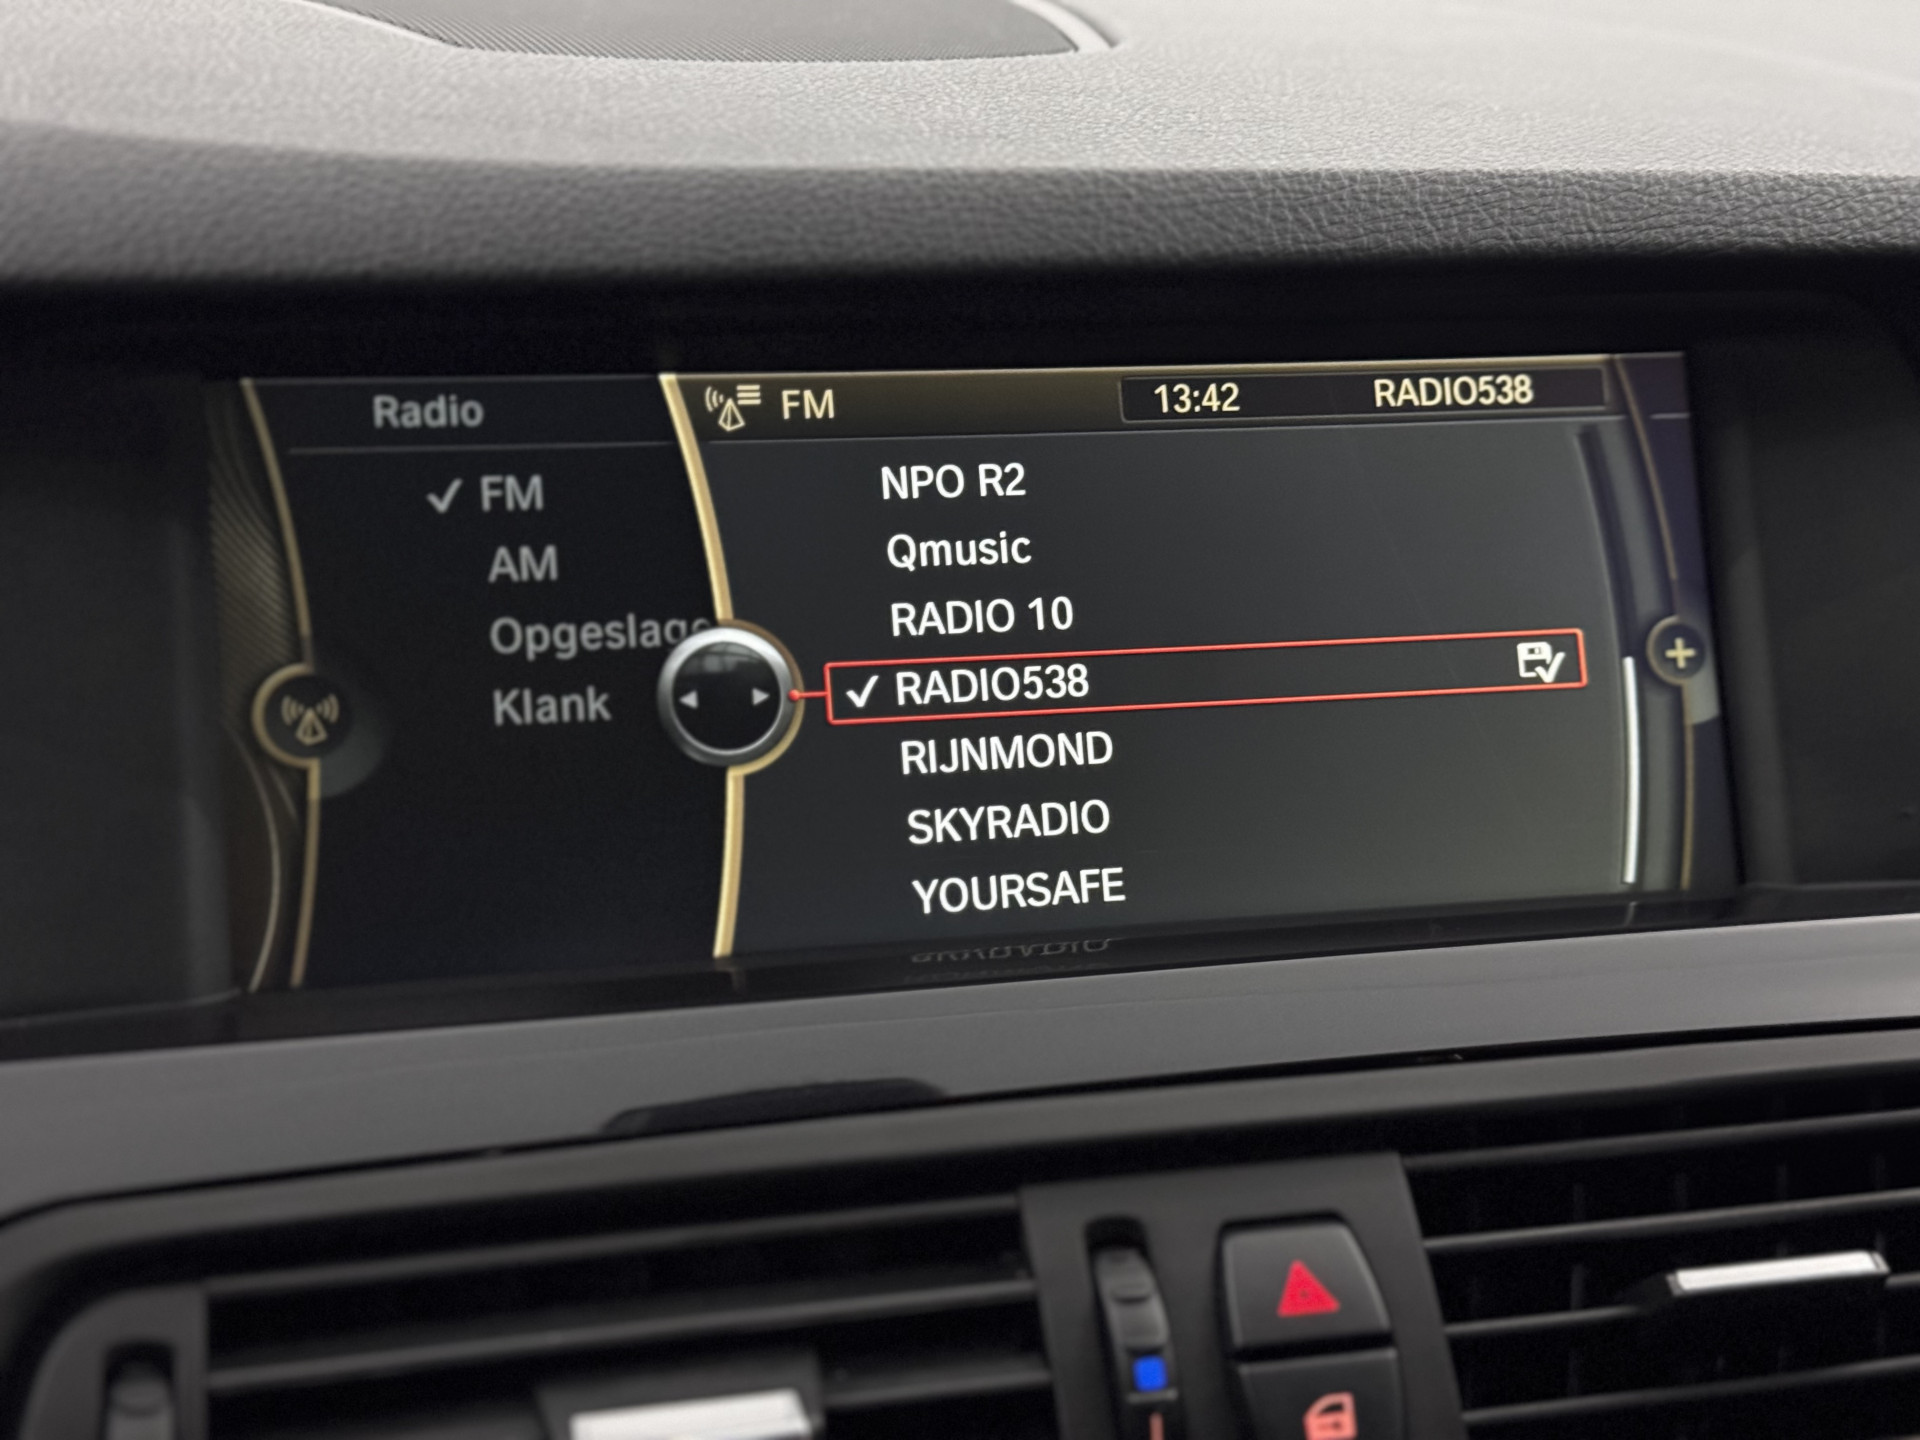 Radio
FM
AM
Klank
FM
13:42
RADIO538
NPO R2
Qmusic
RADIO 10
RADIO538
RIJNMOND
SKYRADIO
YOURSAFE